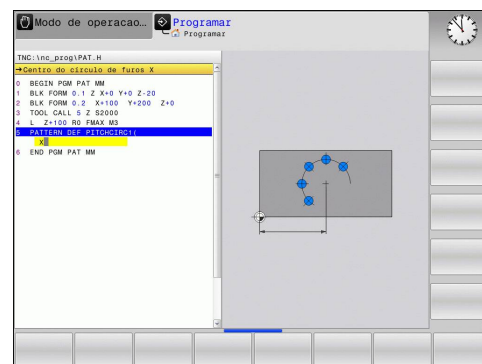 Modo de operacao... Programar
Programar
TNC:\nc_prog\PAT.H
→Centro do circulo de furos X
0 BEGIN PGM PAT MM
1 BLK FORM 0.1 Z X+0 Y+0 Z-20
2 BLK FORM 0.2 X+100 Y+200 Z+0
3 TOOL CALL 5 Z S2000
4 L Z+100 R0 FMAX M3
5 PATTERN DEF PITCHCIRC1(
X
6 END PGM PAT MM